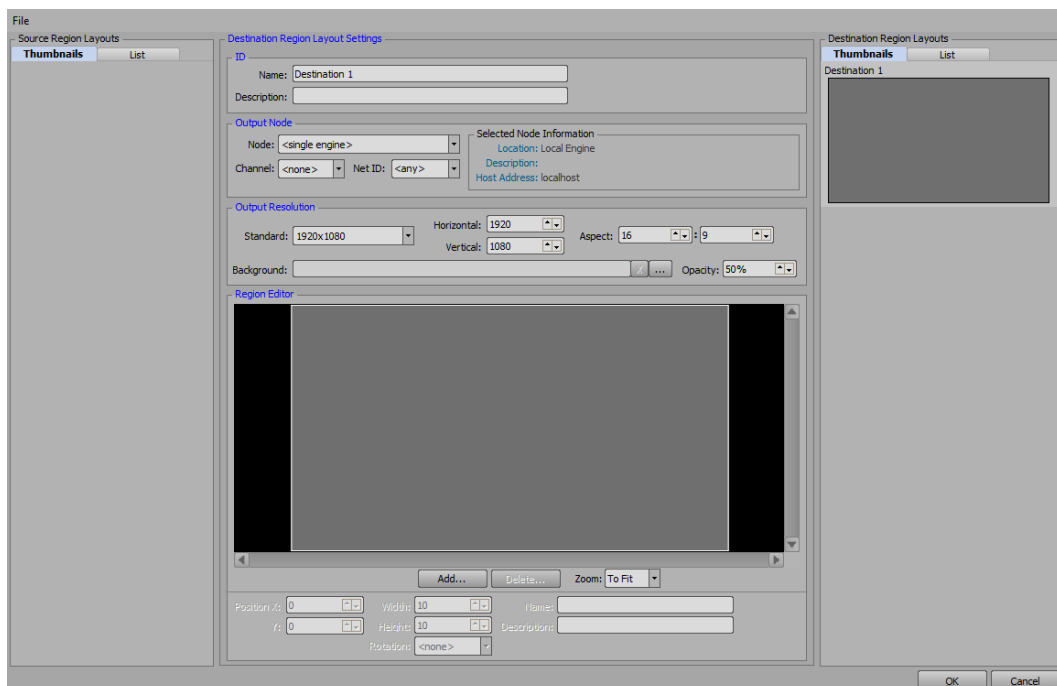 File
Source Region Layouts
Thumbnails List
Destination Region Layout Settings
ID
Name: Destination 1
Description:
Output Node
Node: <single engine>
Channel: <none> Net ID: <any>
Selected Node Information
Location: Local Engine
Description:
Host Address: localhost
Output Resolution
Standard: 1920x1080
Horizontal: 1920
Vertical: 1080
Aspect: 16 : 9
Background: X ... Opacity: 50%
Region Editor
Add... Delete... Zoom: To Fit
Position X: 0 Width: 10 Name:
Y: 0 Height: 10 Description:
Rotation: <none>
Destination Region Layouts
Thumbnails List
Destination 1
OK Cancel